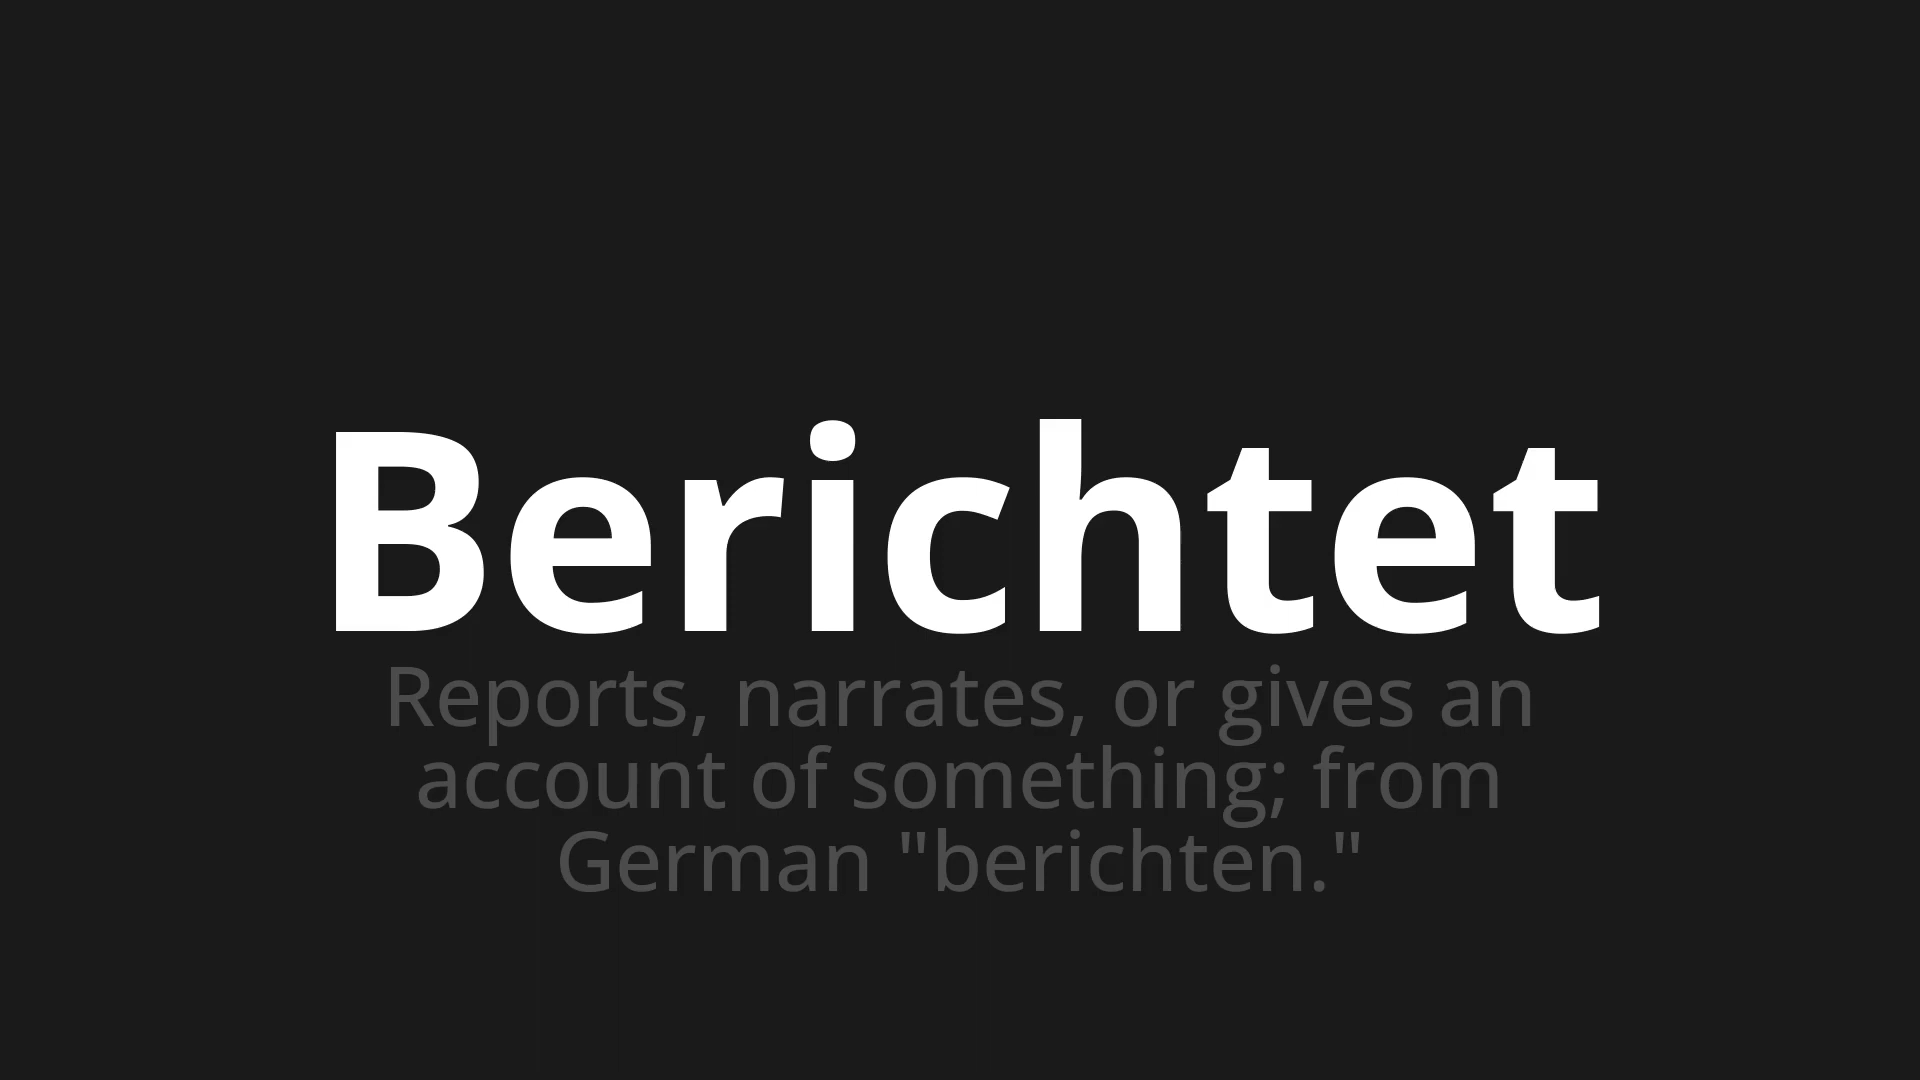 Berichtet
Reports, narrates, or gives an
account of something; from
German "berichten."